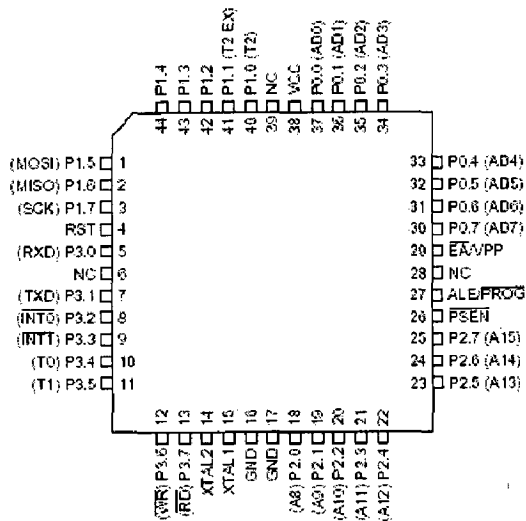 P1.4
P1.3
P1.2
P1.1 (T2 EX)
P1.0 (T2)
NC
VCC
P0.0 (AD0)
P0.1 (AD1)
P0.2 (AD2)
P0.3 (AD3)
44
43
42
41
40
39
38
37
36
35
34
(MOSI) P1.5 1
(MISO) P1.6 2
(SCK) P1.7 3
RST 4
(RXD) P3.0 5
NC 6
(TXD) P3.1 7
(INT0) P3.2 8
(INT1) P3.3 9
(T0) P3.4 10
(T1) P3.5 11
33 P0.4 (AD4)
32 P0.5 (AD5)
31 P0.6 (AD6)
30 P0.7 (AD7)
29 EA/VPP
28 NC
27 ALE/PROG
26 PSEN
25 P2.7 (A15)
24 P2.6 (A14)
23 P2.5 (A13)
12
13
14
15
16
17
18
19
20
21
22
(WR) P3.6
(RD) P3.7
XTAL2
XTAL1
GND
GND
(A8) P2.0
(A9) P2.1
(A10) P2.2
(A11) P2.3
(A12) P2.4